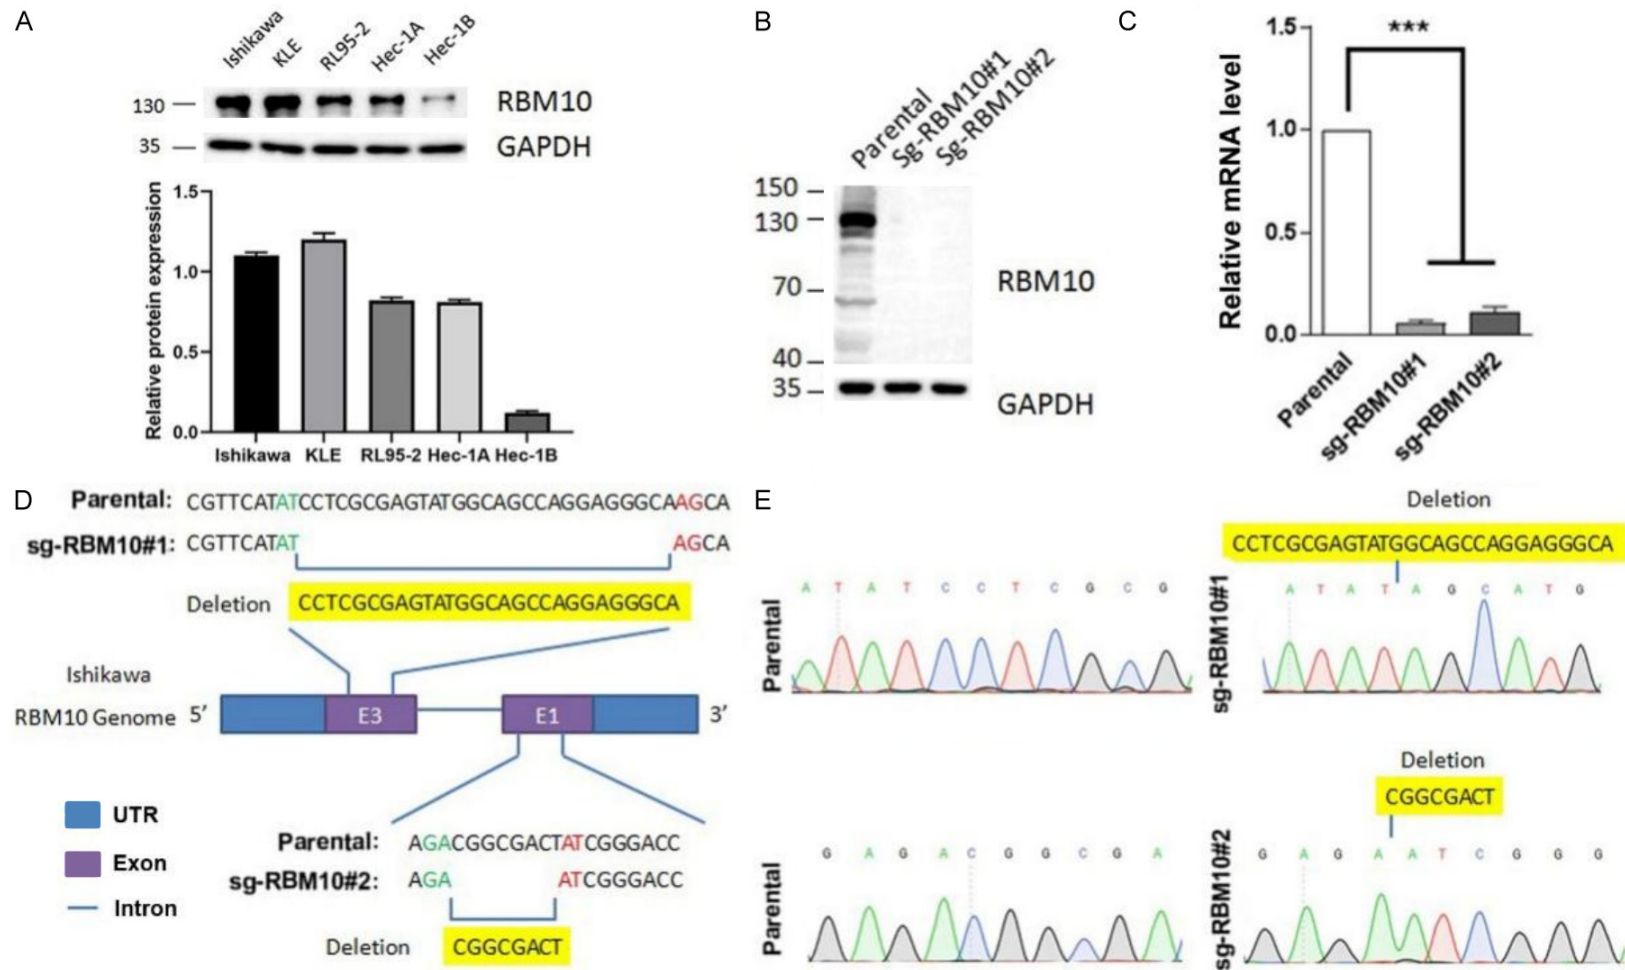 A
Ishikawa
KLE
RL95-2
Hec-1A
Hec-1B
130
RBM10
35
GAPDH
Relative protein expression
1.5
1.0
0.5
0.0
Ishikawa KLE RL95-2 Hec-1A Hec-1B
B
Parental
Sg-RBM10#1
Sg-RBM10#2
150
130
70
40
35
RBM10
GAPDH
C
***
Relative mRNA level
1.5
1.0
0.5
0.0
Parental
sg-RBM10#1
sg-RBM10#2
D
Parental: CGTTCATATCCTCGCGAGTATGGCAGCCAGGAGGGCAAGCA
sg-RBM10#1: CGTTCATAT AGCA
Deletion CCTCGCGAGTATGGCAGCCAGGAGGGCA
Ishikawa
RBM10 Genome 5′ E3 E1 3′
UTR
Exon
Intron
Parental: AGACGGCGACTATCGGGACC
sg-RBM10#2: AGA ATCGGGACC
Deletion CGGCGACT
E
Parental
A T A T C C T C G C G
Deletion
CCTCGCGAGTATGGCAGCCAGGAGGGCA
sg-RBM10#1
A T A T A G C A T G
Parental
G A G A C G G C G A
Deletion
CGGCGACT
sg-RBM10#2
G A G A A T C G G G